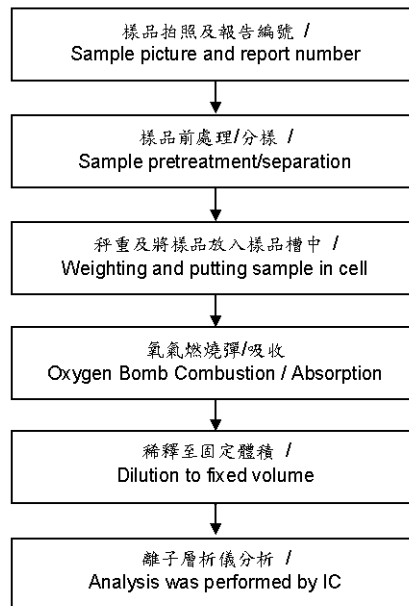 樣品拍照及報告編號 /
Sample picture and report number
樣品前處理/分樣 /
Sample pretreatment/separation
秤重及將樣品放入樣品槽中 /
Weighting and putting sample in cell
氧氣燃燒彈/吸收
Oxygen Bomb Combustion / Absorption
稀釋至固定體積 /
Dilution to fixed volume
離子層析儀分析 /
Analysis was performed by IC